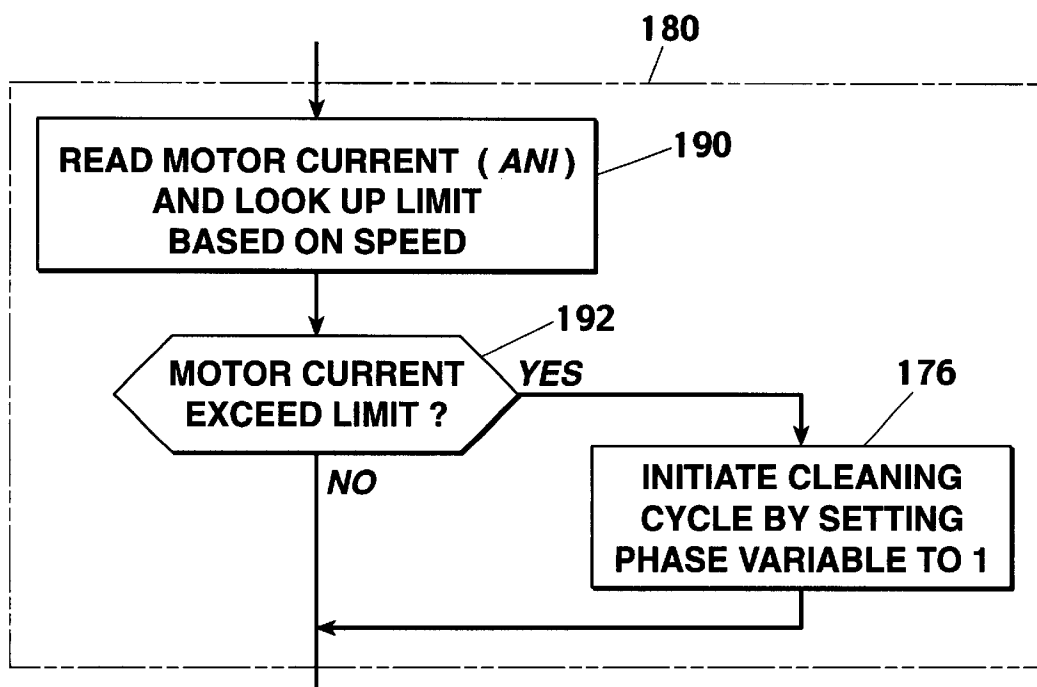 180
READ MOTOR CURRENT ( ANI )
AND LOOK UP LIMIT
BASED ON SPEED
190
MOTOR CURRENT
EXCEED LIMIT ?
192
YES
NO
176
INITIATE CLEANING
CYCLE BY SETTING
PHASE VARIABLE TO 1